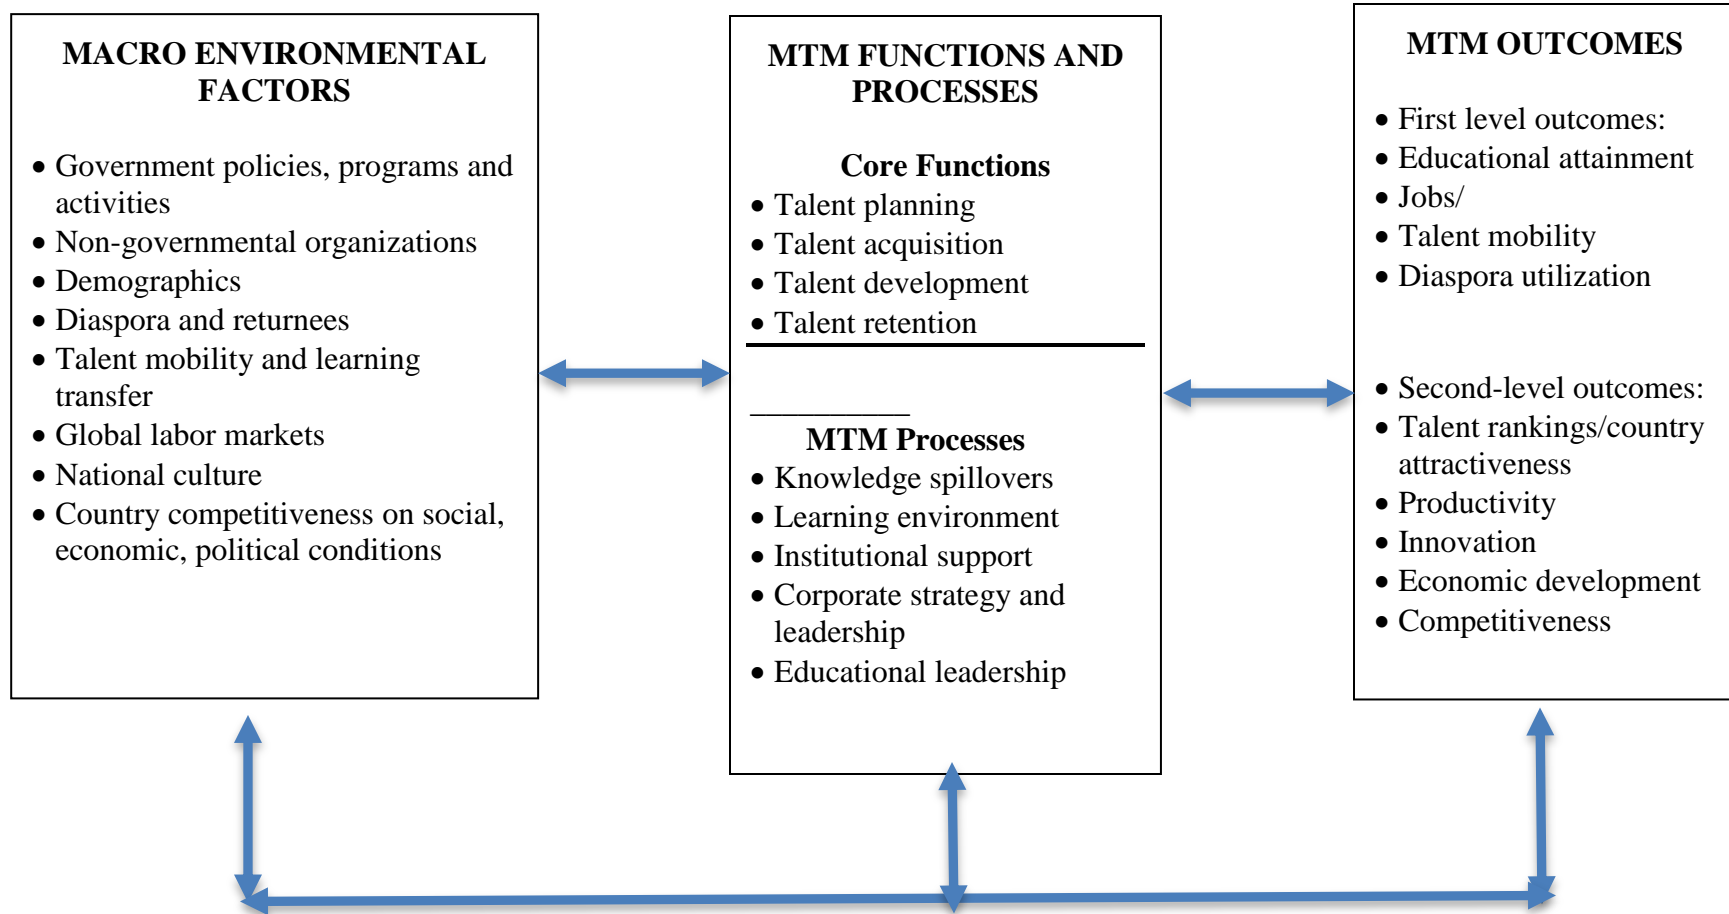 MACRO ENVIRONMENTAL
FACTORS
• Government policies, programs and
activities
• Non-governmental organizations
• Demographics
• Diaspora and returnees
• Talent mobility and learning
transfer
• Global labor markets
• National culture
• Country competitiveness on social,
economic, political conditions
MTM FUNCTIONS AND
PROCESSES
Core Functions
• Talent planning
• Talent acquisition
• Talent development
• Talent retention
__________
MTM Processes
• Knowledge spillovers
• Learning environment
• Institutional support
• Corporate strategy and
leadership
• Educational leadership
MTM OUTCOMES
• First level outcomes:
• Educational attainment
• Jobs/
• Talent mobility
• Diaspora utilization
• Second-level outcomes:
• Talent rankings/country
attractiveness
• Productivity
• Innovation
• Economic development
• Competitiveness